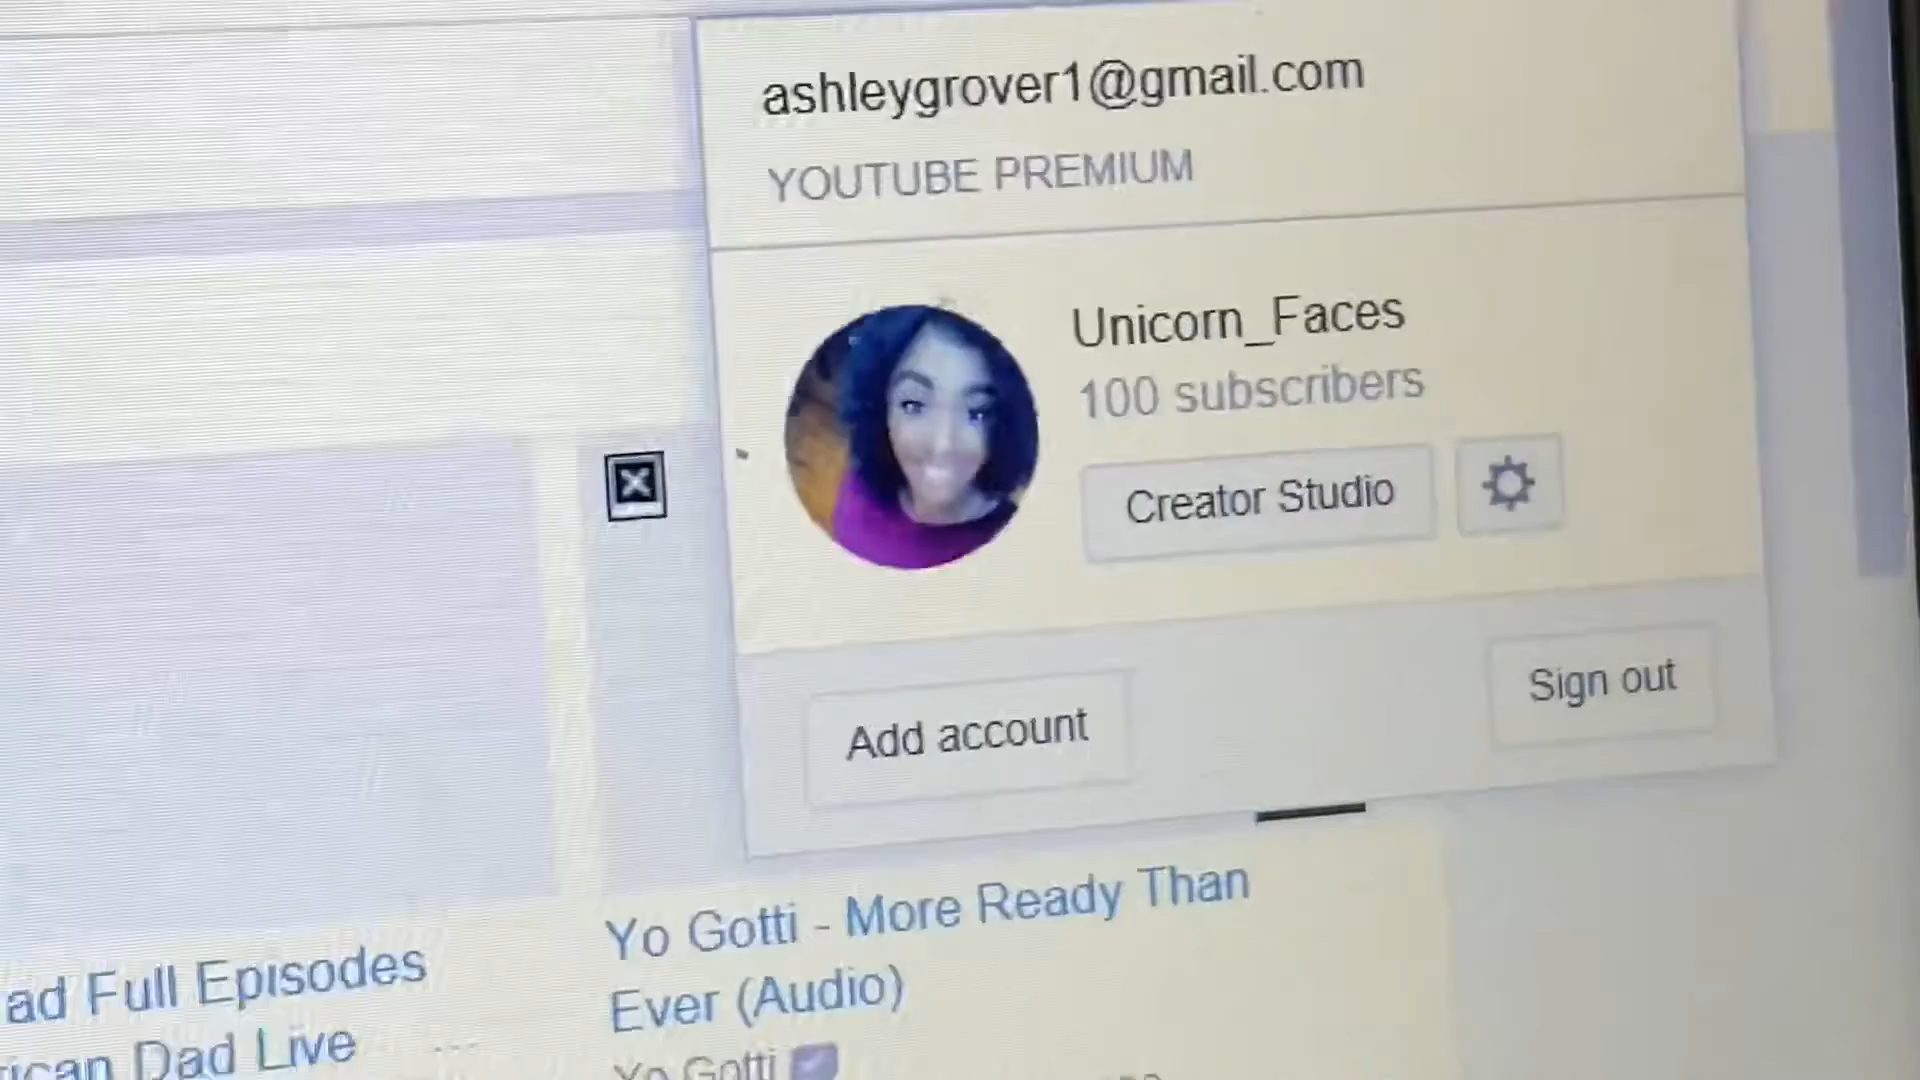 ashleygrover1@gmail.com
YOUTUBE PREMIUM
Unicorn_Faces
100 subscribers
Creator Studio
Add account
Sign out
Yo Gotti - More Ready Than
Ever (Audio)
Yo Gotti
ad Full Episodes
ican Dad Live